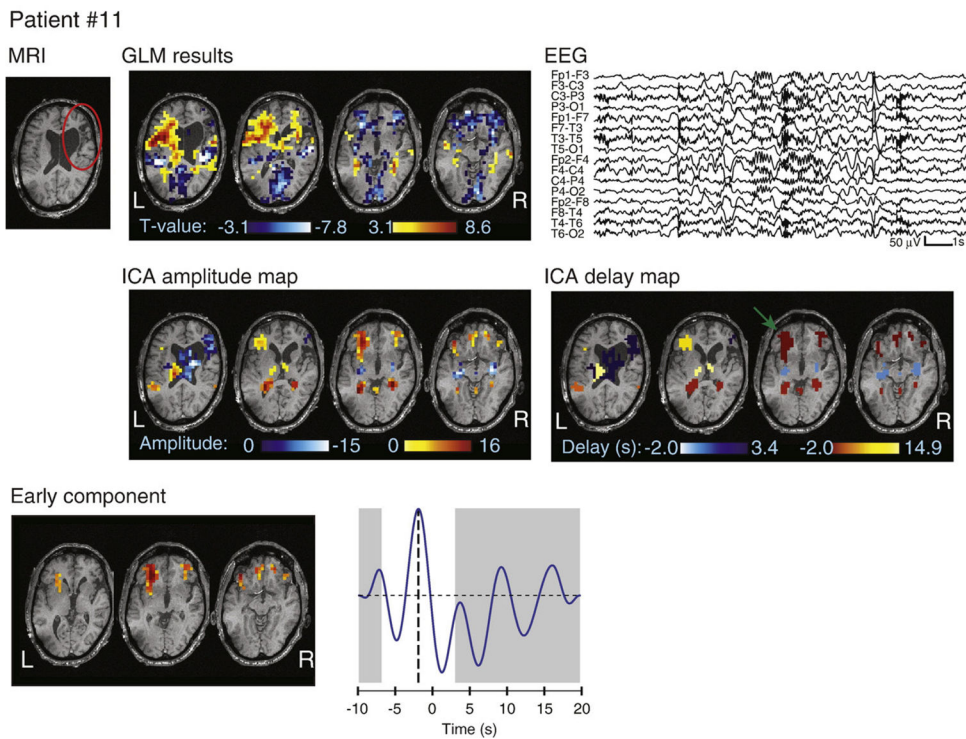 Patient #11
MRI
GLM results
EEG
Fp1-F3
F3-C3
C3-P3
P3-O1
Fp1-F7
F7-T3
T3-T5
T5-O1
Fp2-F4
F4-C4
C4-P4
P4-O2
Fp2-F8
F8-T4
T4-T6
T6-O2
50 µV
1s
L
R
T-value: -3.1 -7.8 3.1 8.6
ICA amplitude map
ICA delay map
L
R
Amplitude: 0 -15 0 16
L
R
Delay (s): -2.0 3.4 -2.0 14.9
Early component
L
R
-10 -5 0 5 10 15 20
Time (s)